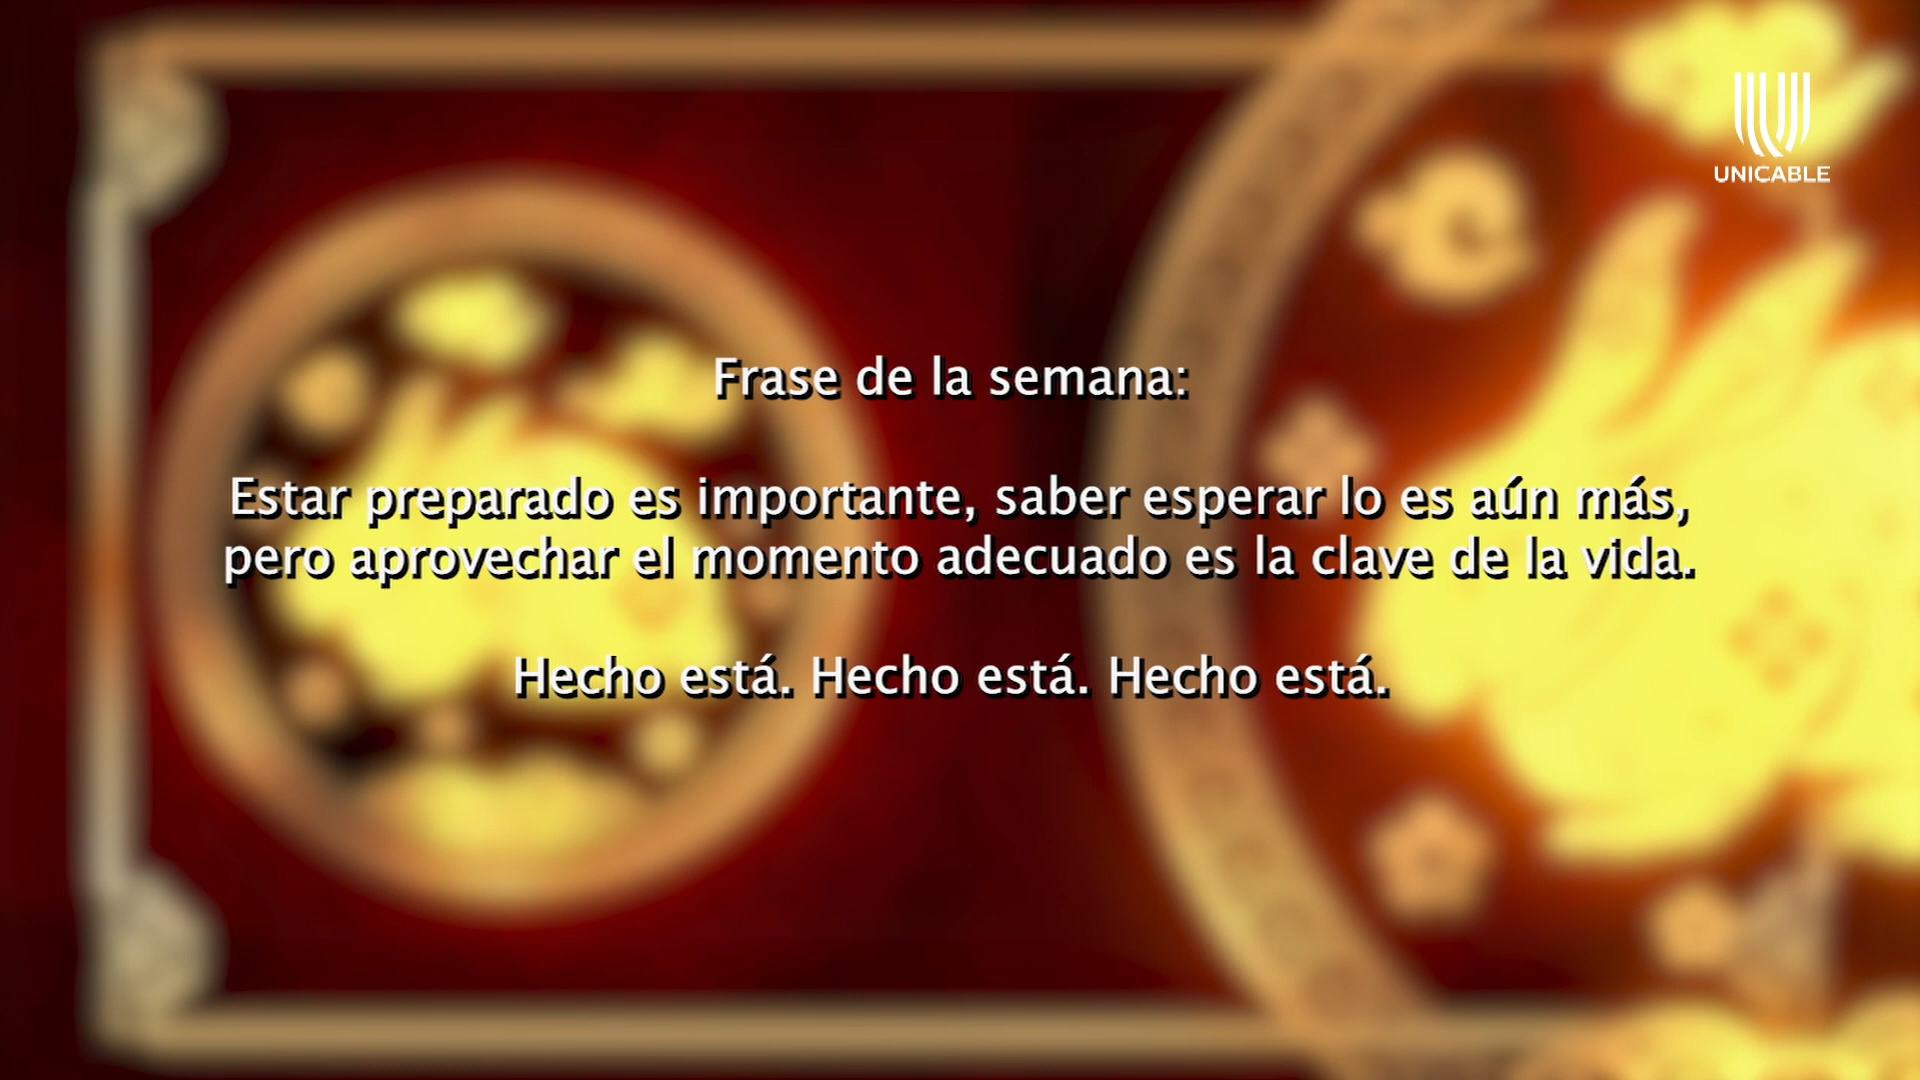 UNICABLE
Frase de la semana:
Estar preparado es importante, saber esperar lo es aún más,
pero aprovechar el momento adecuado es la clave de la vida.
Hecho está. Hecho está. Hecho está.